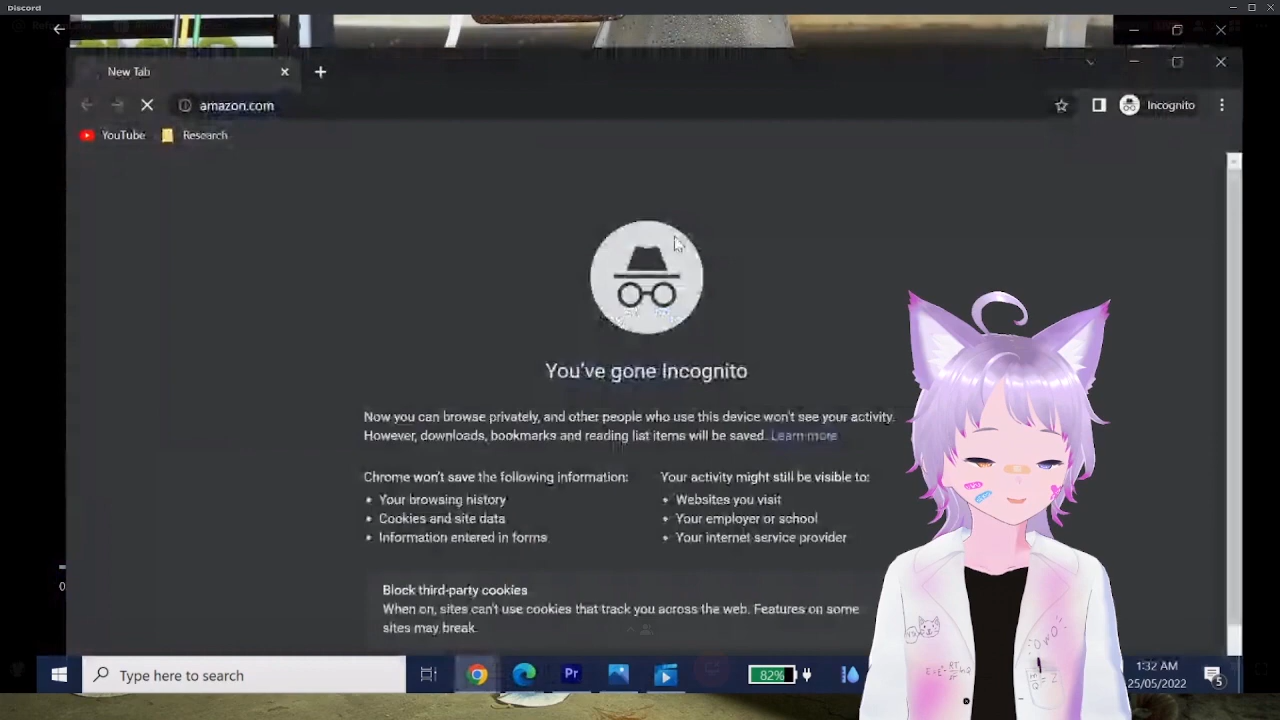 Discord
New Tab
amazon.com
Incognito
YouTube
Research
You've gone Incognito
Now you can browse privately, and other people who use this device won't see your activity.
However, downloads, bookmarks and reading list items will be saved. Learn more
Chrome won't save the following information:
• Your browsing history
• Cookies and site data
• Information entered in forms
Your activity might still be visible to:
• Websites you visit
• Your employer or school
• Your internet service provider
Block third-party cookies
When on, sites can't use cookies that track you across the web. Features on some
sites may break.
Type here to search
Pr
82%
1:32 AM
25/05/2022
5